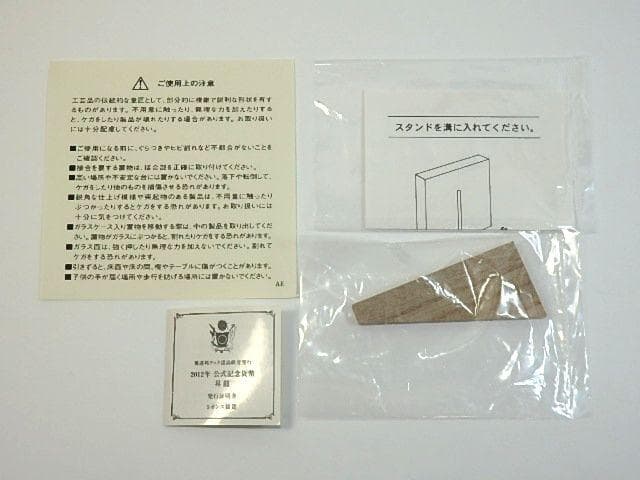 ご使用上の注意
工芸品の伝統的な意匠として、部分的に繊細で鋭利な形状を有す
るものがあります。不用意に触ったり、無理な力を加えたりする
と、ケガをしたり製品が壊れたりする場合があります。お取り扱い
には十分配慮してください。
■ご使用になる前に、ぐらつきやヒビ割れなど不都合がないことを
ご確認ください。
■接合を要する置物は、接合部を正確に取り付けてください。
■高い場所や不安定な台には置かないでください。落下や転倒して、
ケガをしたり他のものを損傷させる恐れがあります。
■鋭角な仕上げ模様や突起物のある製品は、不用意に触ったり
ぶつかったりするとケガをする恐れがあります。お取り扱いには
十分に気をつけてください。
■ガラスケース入り置物を移動する際は、中の製品を取り出してくだ
さい。置物がガラスにぶつかると、割れたりケガをする恐れがあります。
■ガラス面は、強く押したり無理な力を加えないでください。割れて
ケガをする恐れがあります。
■引きずると、床面や床の間、棚やテーブルに傷がつくことがあります。
■子供の手が届く場所や歩行を妨げる場所には置かないでください。
AE
スタンドを溝に入れてください。
2012年 公式記念貨幣
昇龍
発行証明書
5オンス銀貨